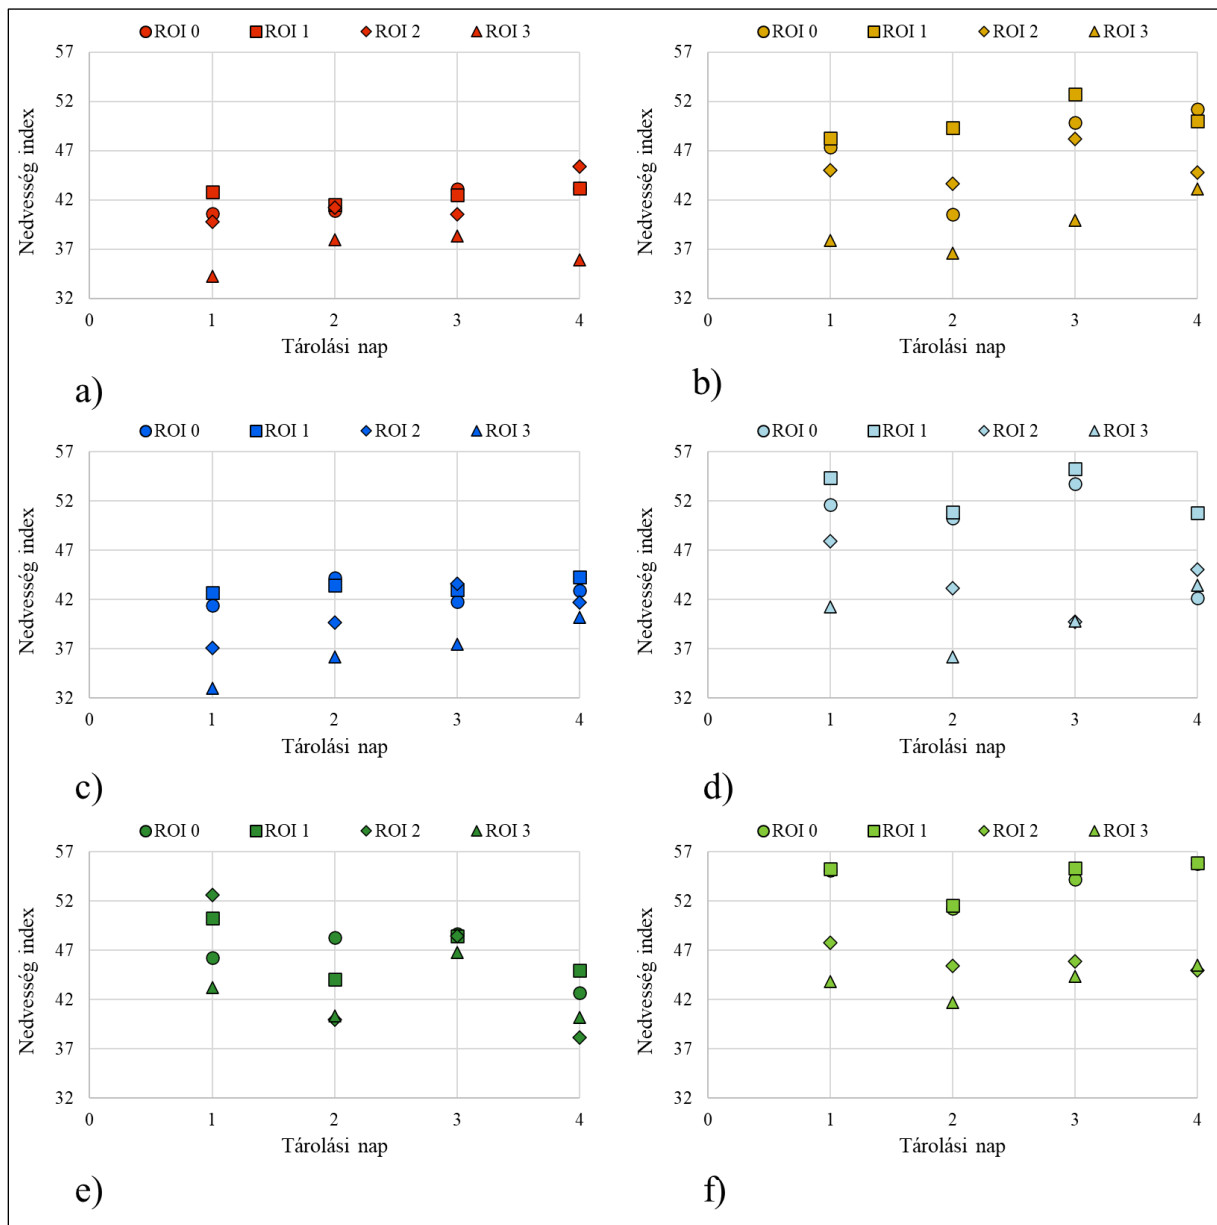 ROI 0 ROI 1 ROI 2 ROI 3
57
52
47
42
37
32
0 1 2 3 4
Nedvesség index
Tárolási nap
a)
ROI 0 ROI 1 ROI 2 ROI 3
57
52
47
42
37
32
0 1 2 3 4
Nedvesség index
Tárolási nap
b)
ROI 0 ROI 1 ROI 2 ROI 3
57
52
47
42
37
32
0 1 2 3 4
Nedvesség index
Tárolási nap
c)
ROI 0 ROI 1 ROI 2 ROI 3
57
52
47
42
37
32
0 1 2 3 4
Nedvesség index
Tárolási nap
d)
ROI 0 ROI 1 ROI 2 ROI 3
57
52
47
42
37
32
0 1 2 3 4
Nedvesség index
Tárolási nap
e)
ROI 0 ROI 1 ROI 2 ROI 3
57
52
47
42
37
32
0 1 2 3 4
Nedvesség index
Tárolási nap
f)